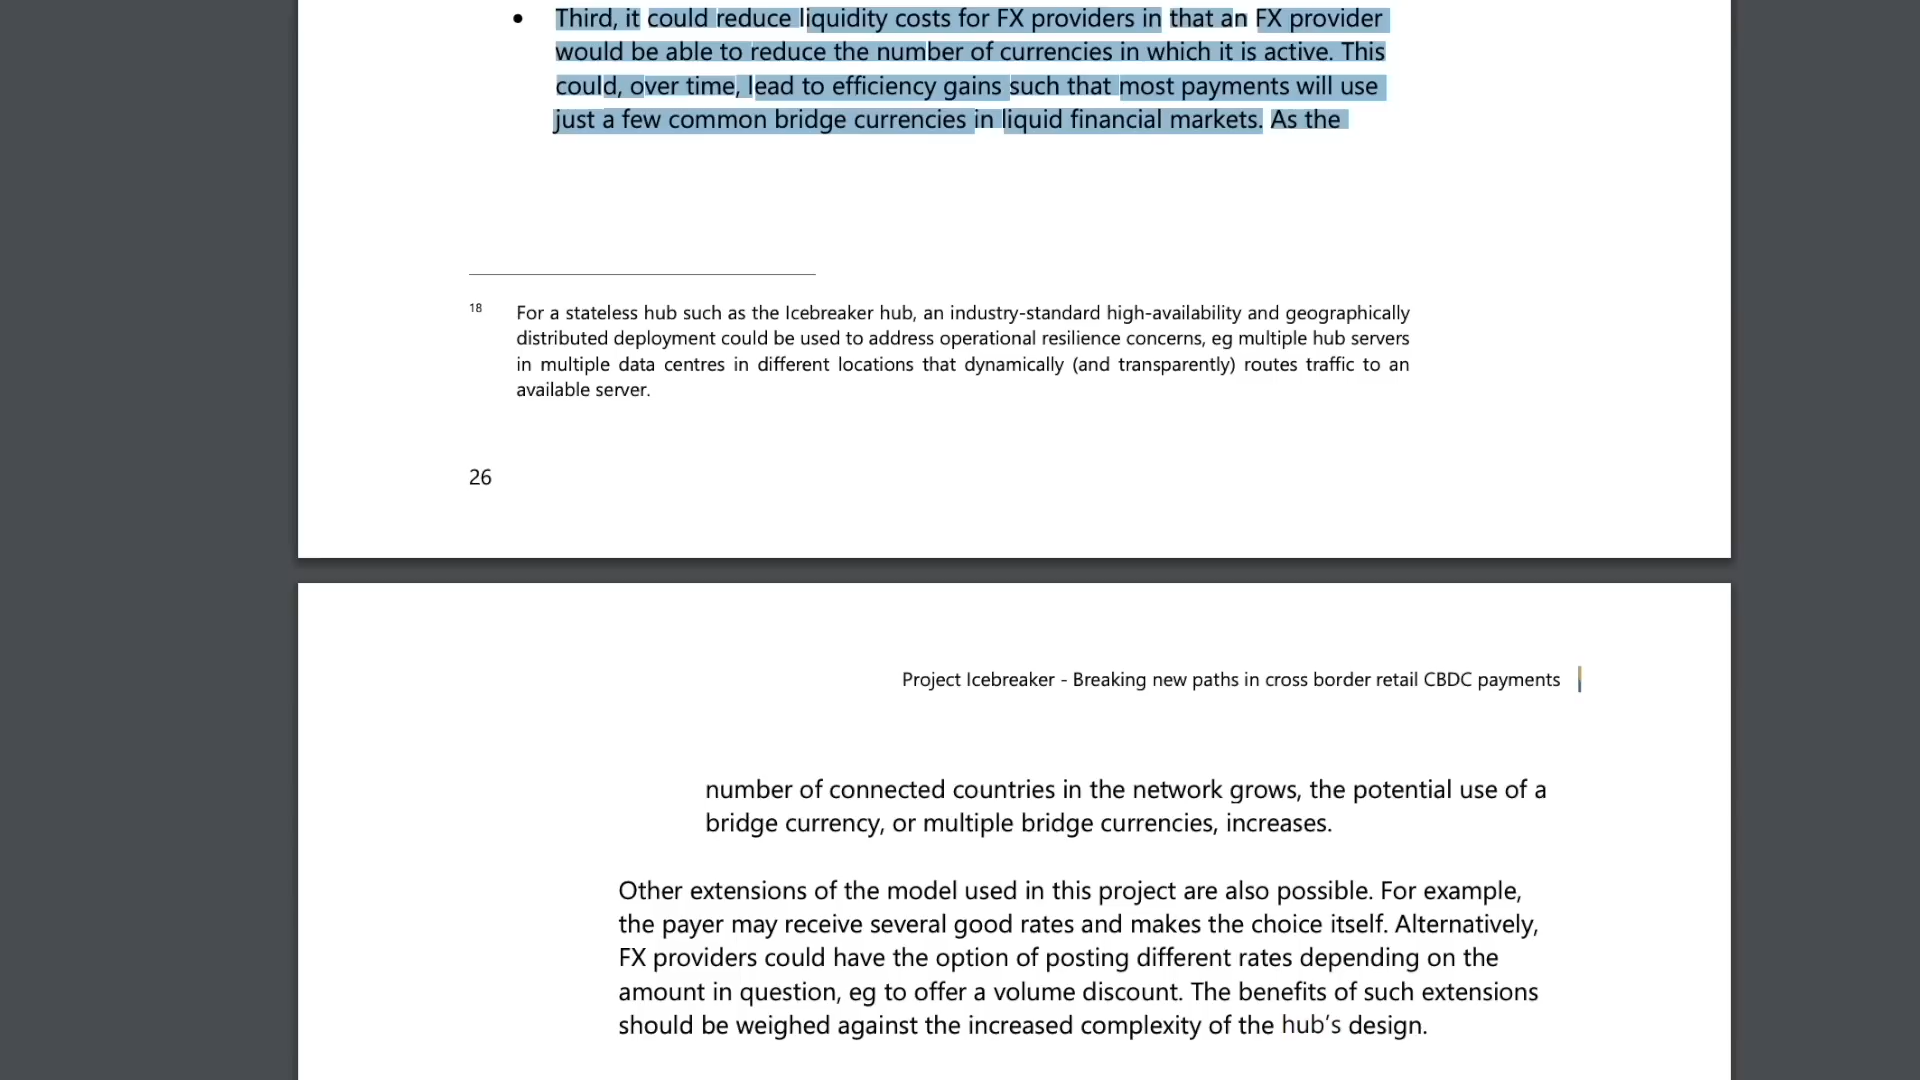 • Third, it could reduce liquidity costs for FX providers in that an FX provider
would be able to reduce the number of currencies in which it is active. This
could, over time, lead to efficiency gains such that most payments will use
just a few common bridge currencies in liquid financial markets. As the
18 For a stateless hub such as the Icebreaker hub, an industry-standard high-availability and geographically
distributed deployment could be used to address operational resilience concerns, eg multiple hub servers
in multiple data centres in different locations that dynamically (and transparently) routes traffic to an
available server.
26
Project Icebreaker - Breaking new paths in cross border retail CBDC payments
number of connected countries in the network grows, the potential use of a
bridge currency, or multiple bridge currencies, increases.
Other extensions of the model used in this project are also possible. For example,
the payer may receive several good rates and makes the choice itself. Alternatively,
FX providers could have the option of posting different rates depending on the
amount in question, eg to offer a volume discount. The benefits of such extensions
should be weighed against the increased complexity of the hub’s design.